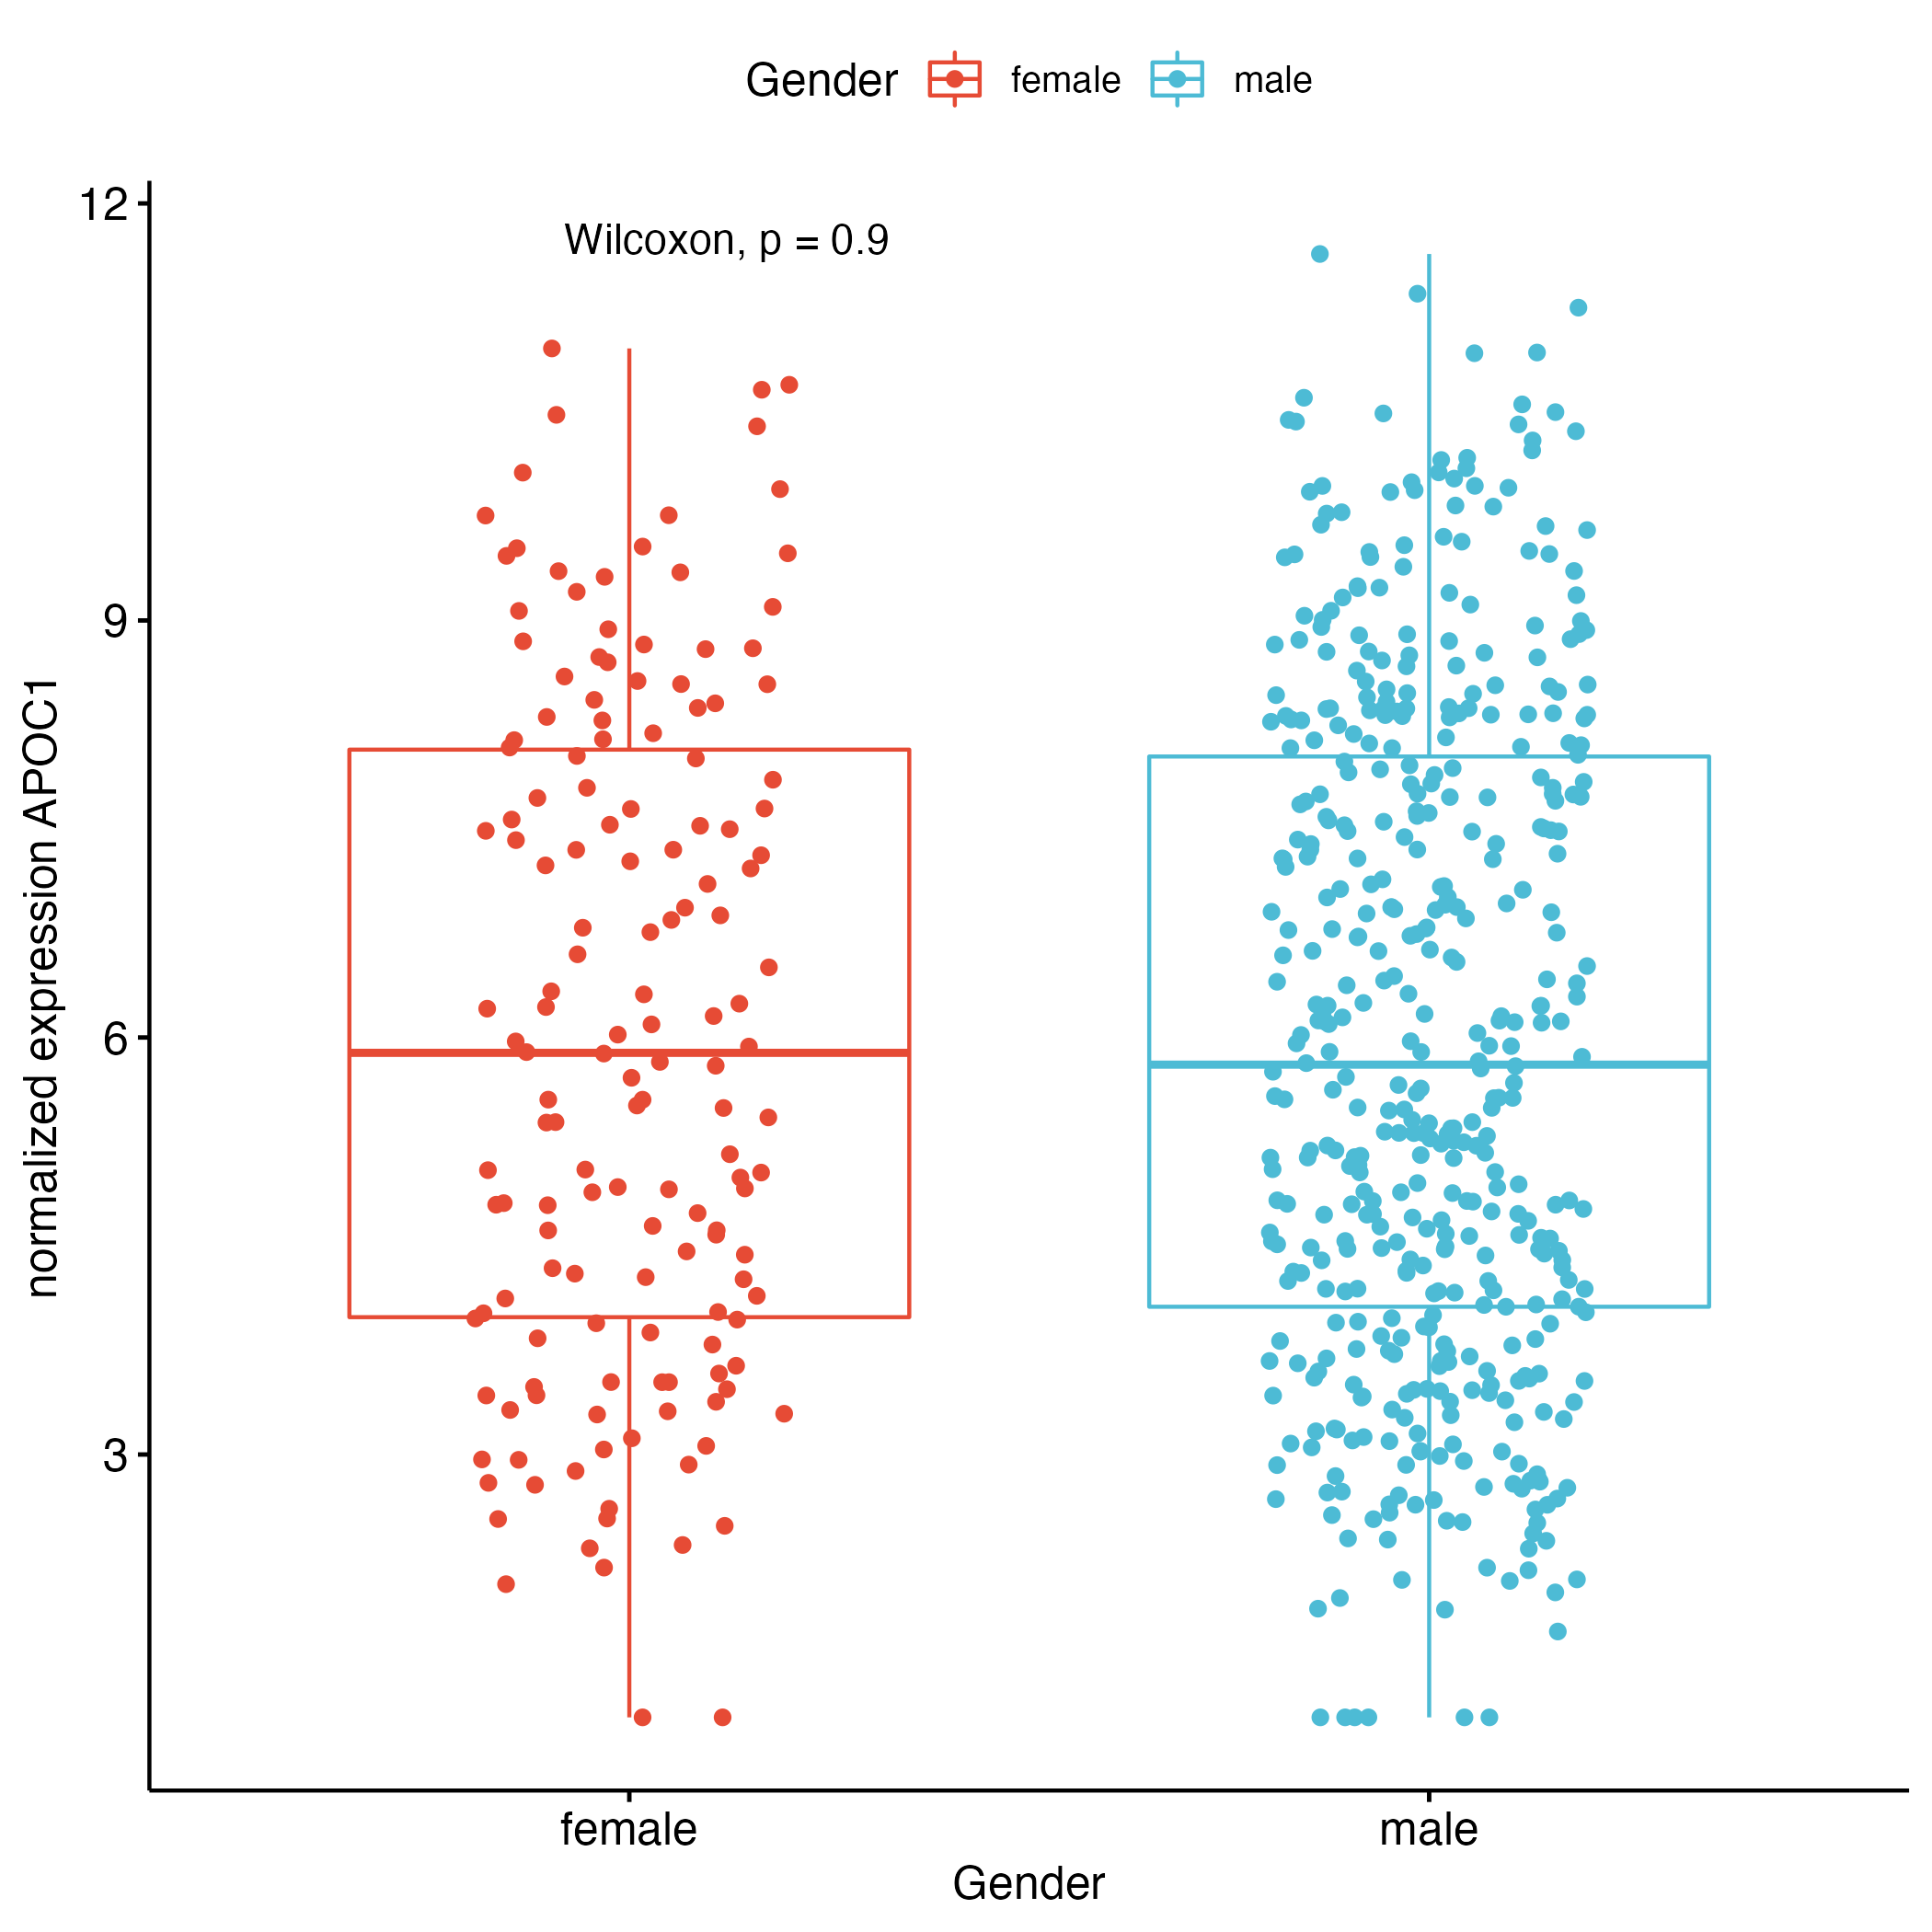 Gender female male
12
Wilcoxon, p = 0.9
9
6
3
normalized expression APOC1
female male
Gender